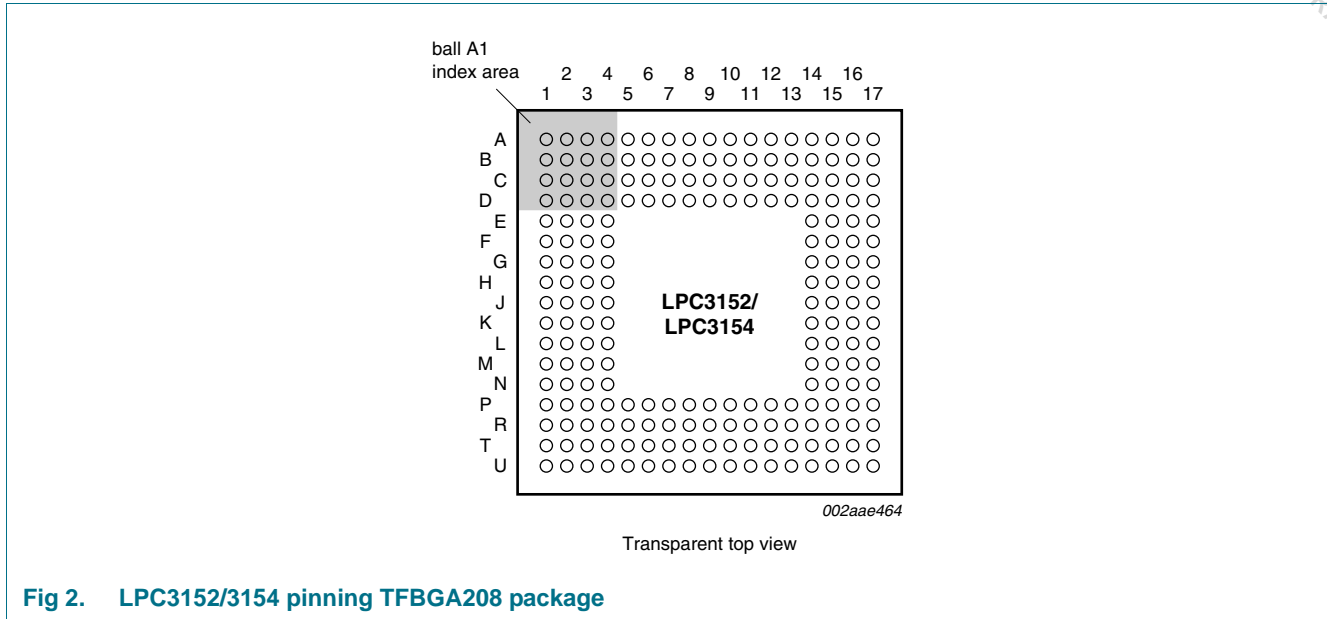 ball A1
index area
2 4 6 8 10 12 14 16
1 3 5 7 9 11 13 15 17
A
B
C
D
E
F
G
H
J
K
L
M
N
P
R
T
U
LPC3152/
LPC3154
002aae464
Transparent top view
Fig 2. LPC3152/3154 pinning TFBGA208 package